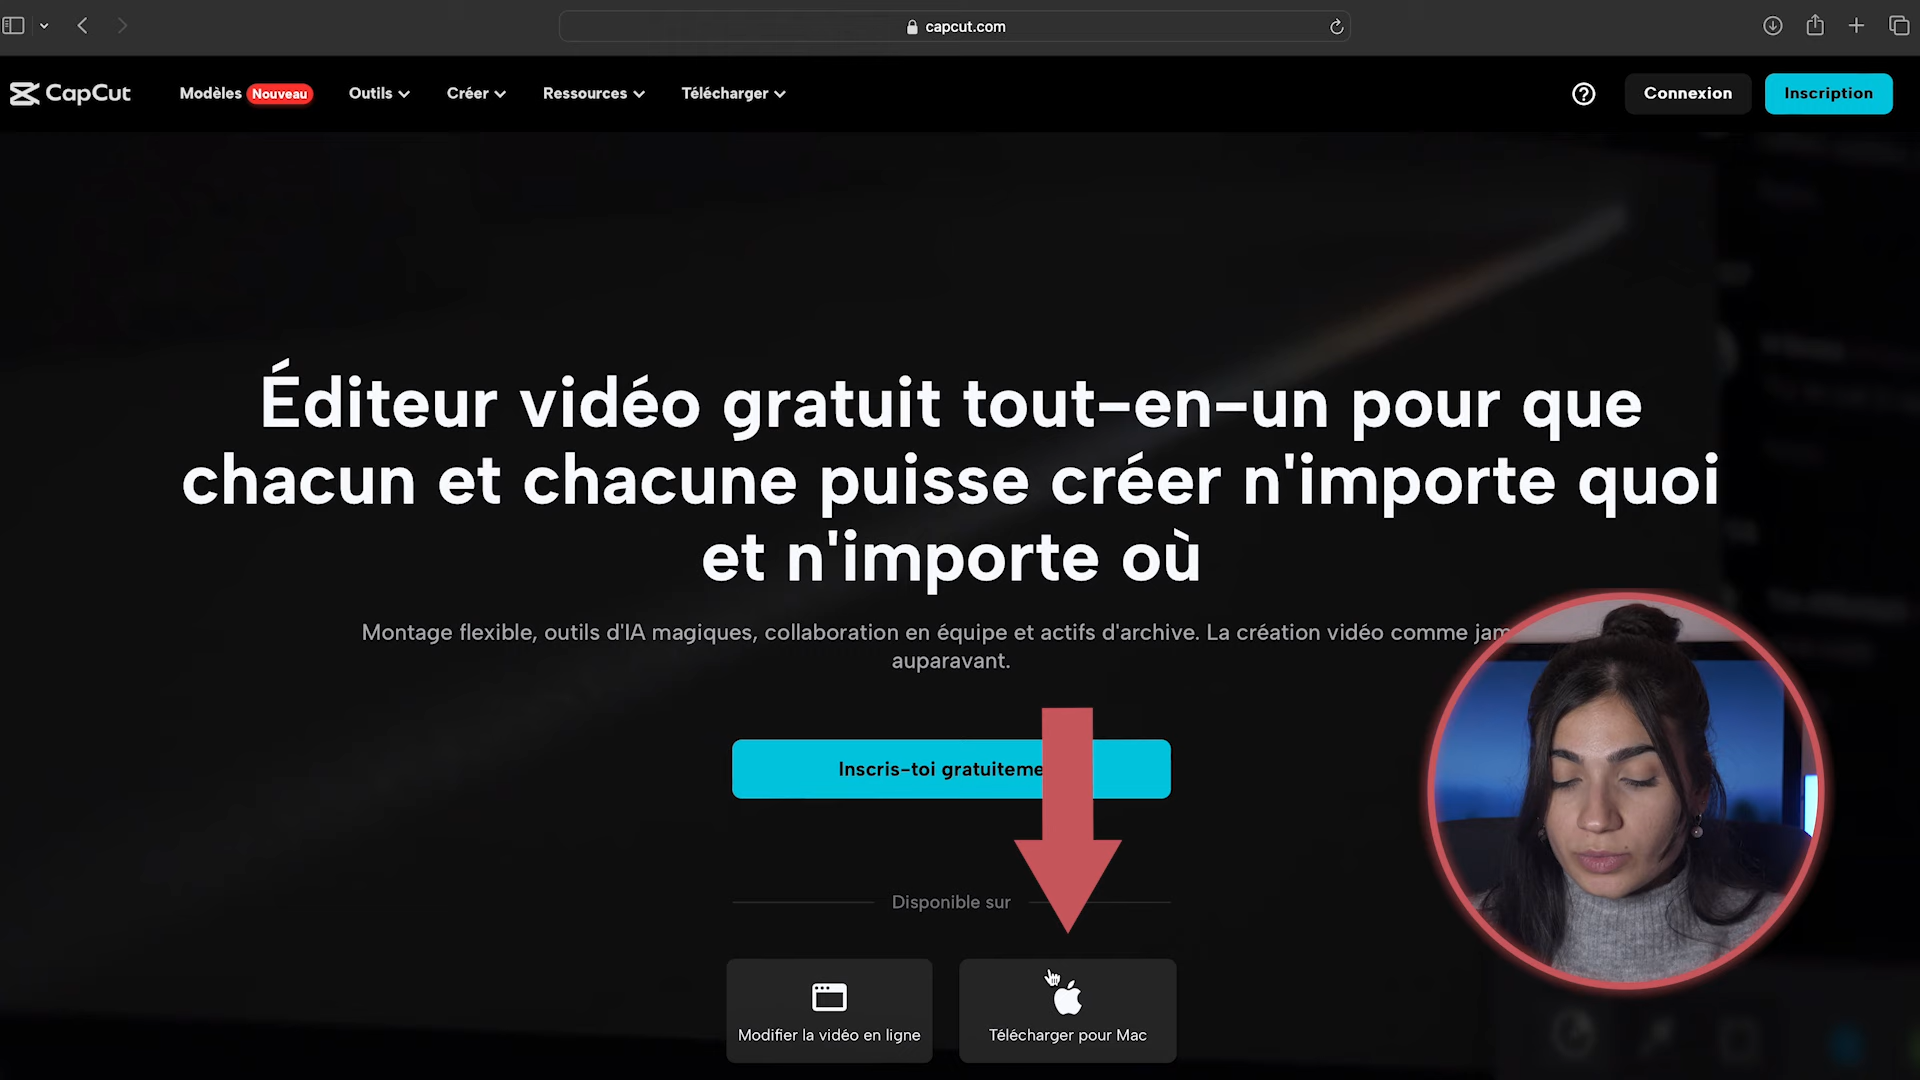 capcut.com
CapCut
Modèles Nouveau Outils Créer Ressources Télécharger Connexion Inscription
Éditeur vidéo gratuit tout-en-un pour que
chacun et chacune puisse créer n'importe quoi
et n'importe où
Montage flexible, outils d'IA magiques, collaboration en équipe et actifs d'archive. La création vidéo comme jam
auparavant.
Inscris-toi gratuiteme
Disponible sur
Modifier la vidéo en ligne
Télécharger pour Mac